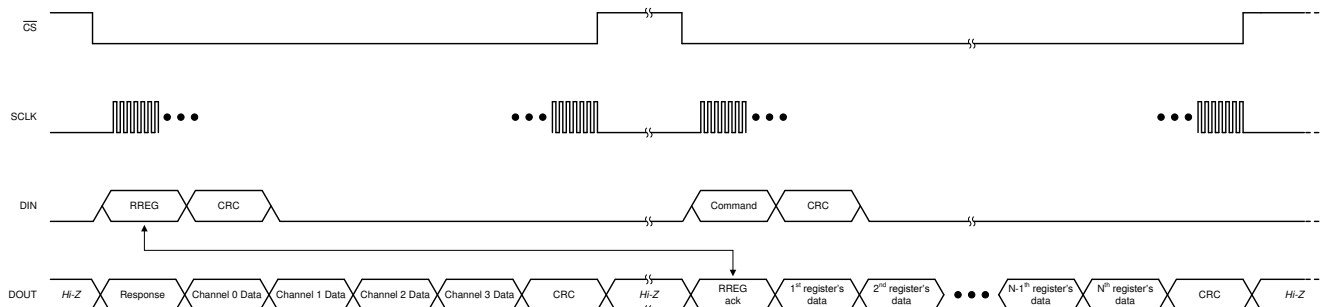 CS
SCLK
DIN RREG CRC Command CRC
DOUT Hi-Z Response Channel 0 Data Channel 1 Data Channel 2 Data Channel 3 Data CRC Hi-Z RREG ack 1st register's data 2nd register's data N-1th register's data Nth register's data CRC Hi-Z